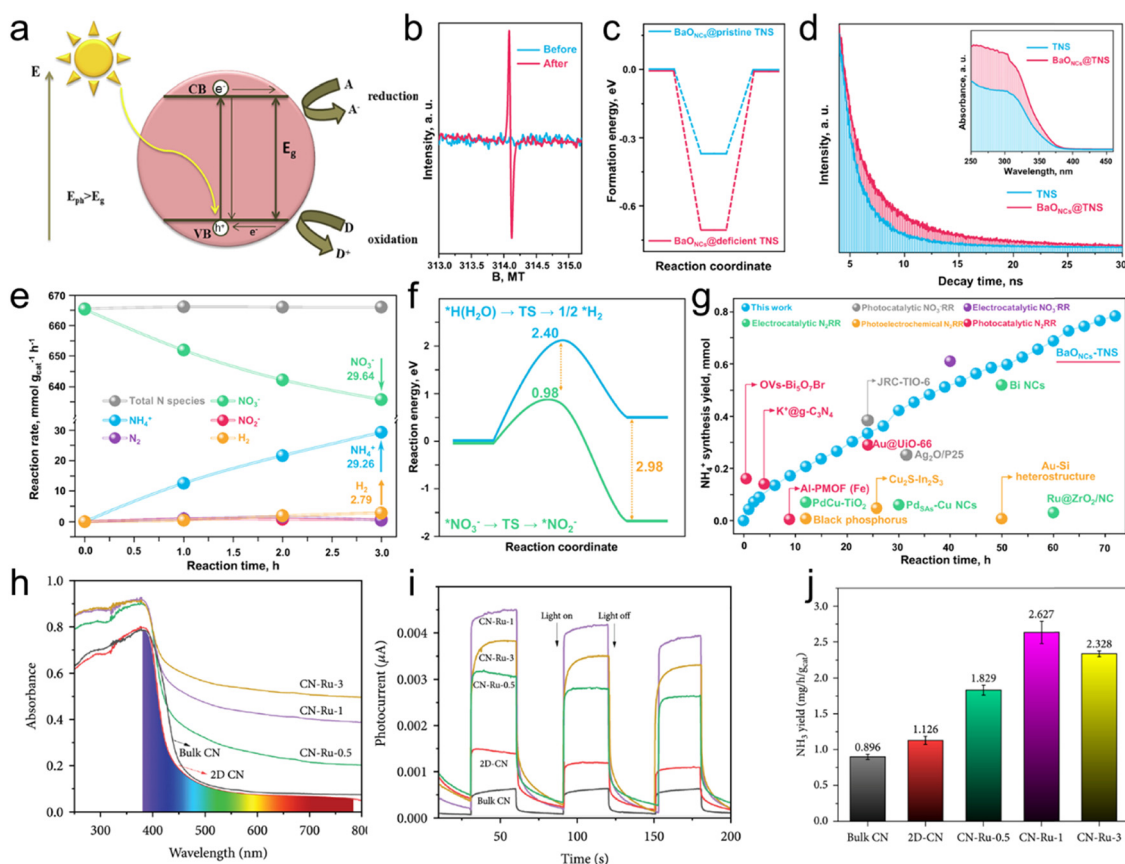 a
E
CB
e⁻
A
A⁻
reduction
E_g
E_ph>E_g
VB
h⁺
e⁻
D
D⁺
oxidation
b
Before
After
Intensity, a. u.
313.0 313.5 314.0 314.5 315.0
B, MT
c
BaO_NCs@pristine TNS
0.0
-0.3
-0.6
Formation energy, eV
BaO_NCs@deficient TNS
Reaction coordinate
d
TNS
BaO_NCs@TNS
Absorbance, a. u.
250 300 350 400 450
Wavelength, nm
TNS
BaO_NCs@TNS
Intensity, a. u.
5 10 15 20 25 30
Decay time, ns
e
670
660
650
640
30
20
10
0
Reaction rate, mmol g_cat⁻¹ h⁻¹
NO₃⁻
29.64
Total N species
NO₃⁻
NH₄⁺
NO₂⁻
N₂
H₂
NH₄⁺
29.26
H₂
2.79
0.0 1.0 2.0 3.0
Reaction time, h
f
*H(H₂O) → TS → 1/2 *H₂
2.40
0.98
2.98
*NO₃⁻ → TS → *NO₂⁻
4
3
2
1
0
-1
-2
Reaction energy, eV
Reaction coordinate
g
This work
Photocatalytic NO₃⁻RR
Electrocatalytic NO₃⁻RR
Electrocatalytic N₂RR
Photoelectrochemical N₂RR
Photocatalytic N₂RR
BaO_NCs-TNS
OVs-Bi₅O₇Br
JRC-TIO-6
Bi NCs
K⁺@g-C₃N₄
Au@UiO-66
Ag₂O/P25
Au-Si
heterostructure
Al-PMOF (Fe)
Cu₂S-In₂S₃
PdCu-TiO₂
Pd_SAs-Cu NCs
Ru@ZrO₂/NC
Black phosphorus
0.8
0.6
0.4
0.2
0.0
NH₄⁺ synthesis yield, mmol
0 10 20 30 40 50 60 70
Reaction time, h
h
1.0
0.8
0.6
0.4
0.2
0.0
Absorbance
CN-Ru-3
CN-Ru-1
CN-Ru-0.5
Bulk CN
2D CN
300 400 500 600 700 800
Wavelength (nm)
i
CN-Ru-1
Light on
Light off
CN-Ru-3
CN-Ru-0.5
2D-CN
Bulk CN
0.004
0.003
0.002
0.001
0.000
Photocurrent (μA)
50 100 150 200
Time (s)
j
3.0
2.5
2.0
1.5
1.0
0.5
0.0
NH₃ yield (mg/h/g_cat)
0.896
1.126
1.829
2.627
2.328
Bulk CN 2D-CN CN-Ru-0.5 CN-Ru-1 CN-Ru-3